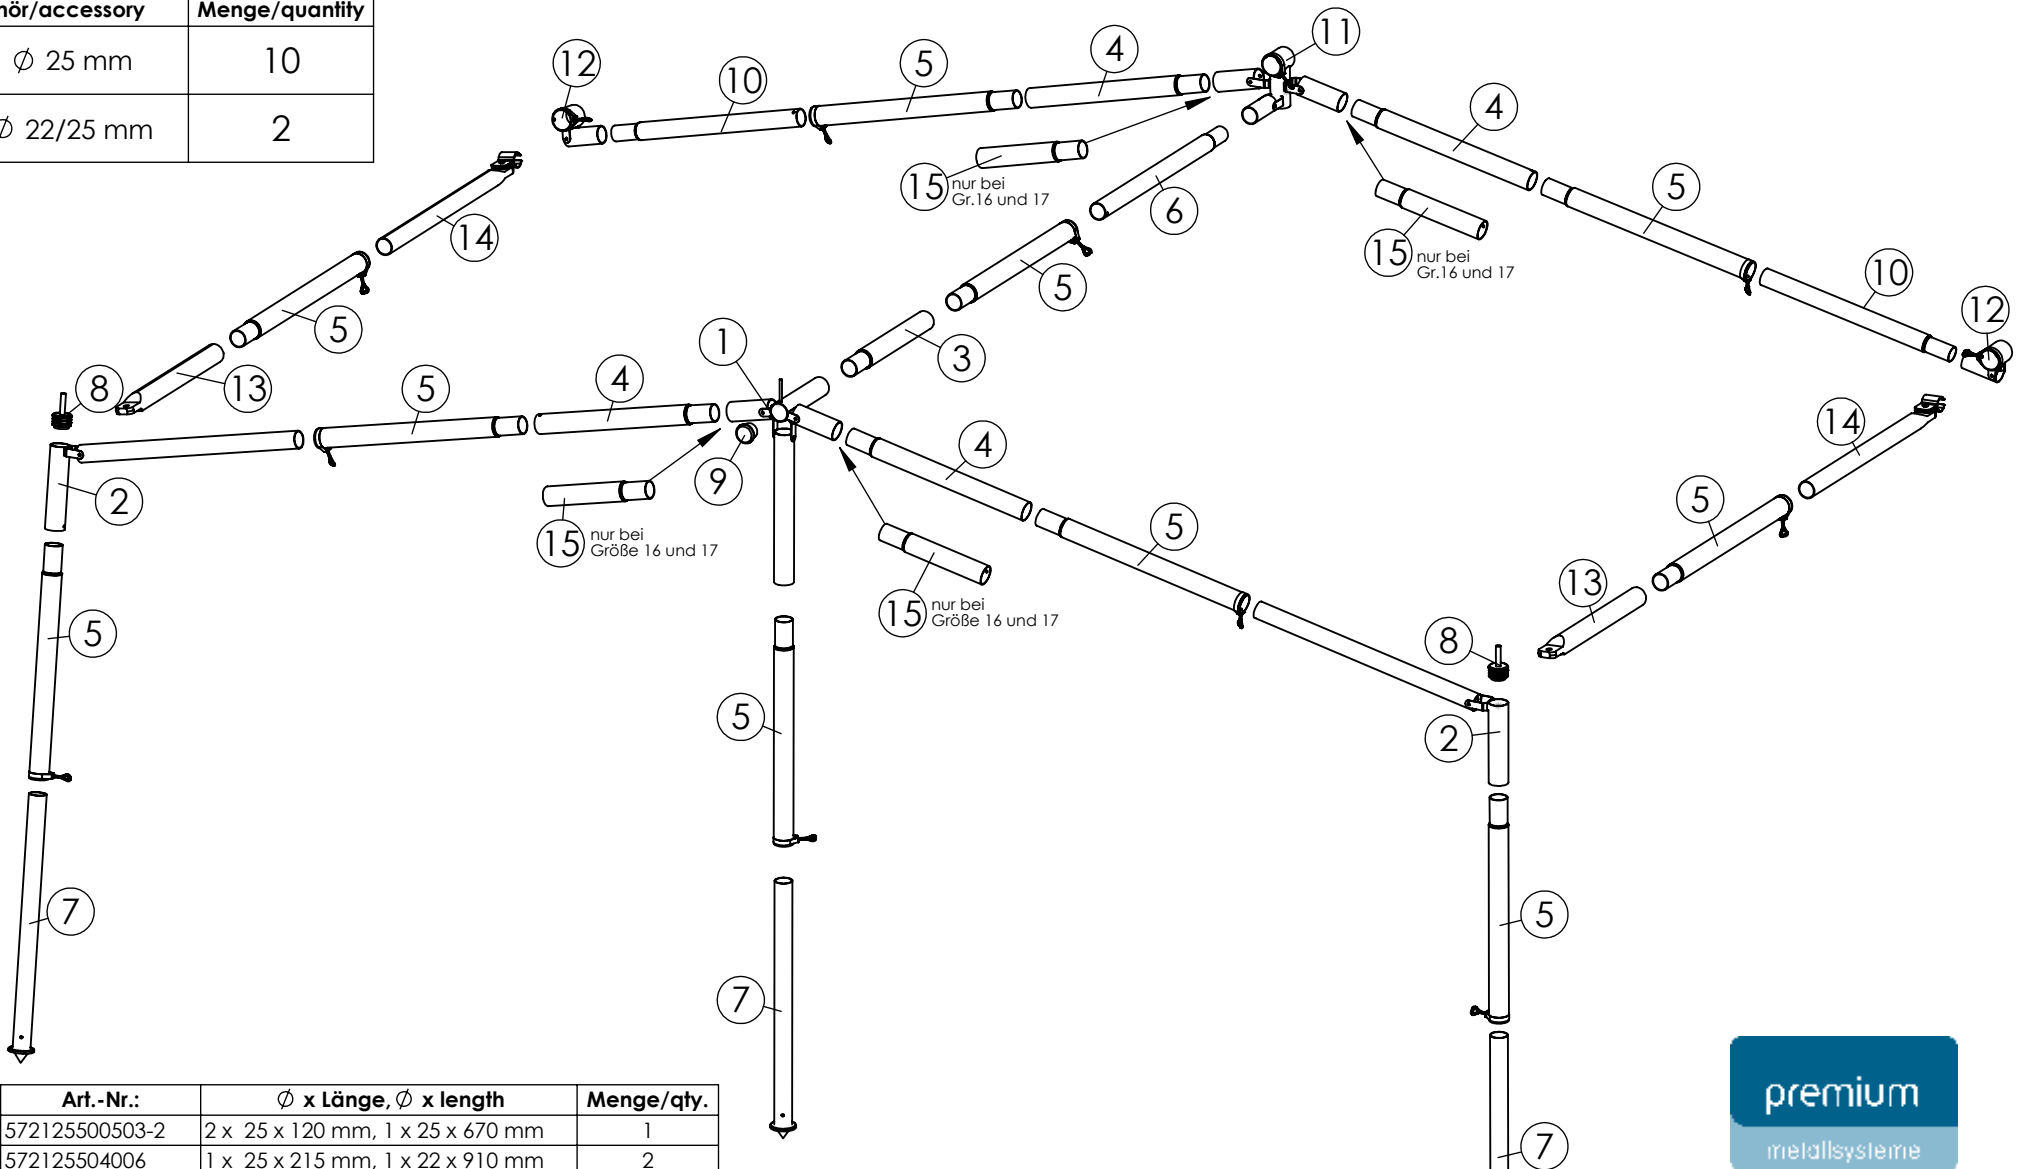 hör/accessory Menge/quantity
∅ 25 mm 10
∅ 22/25 mm 2
11
12
10
5
4
4
15 nur bei
Gr.16 und 17
6
15 nur bei
Gr.16 und 17
5
10
12
14
5
13
8
5
4
1
3
5
2
9
15 nur bei
Größe 16 und 17
4
5
15 nur bei
Größe 16 und 17
14
5
13
8
2
5
5
5
7
7
7
Art.-Nr.: ∅ x Länge, ∅ x length Menge/qty.
572125500503-2 2 x 25 x 120 mm, 1 x 25 x 670 mm 1
572125504006 1 x 25 x 215 mm, 1 x 22 x 910 mm 2
premium
metallsysteme